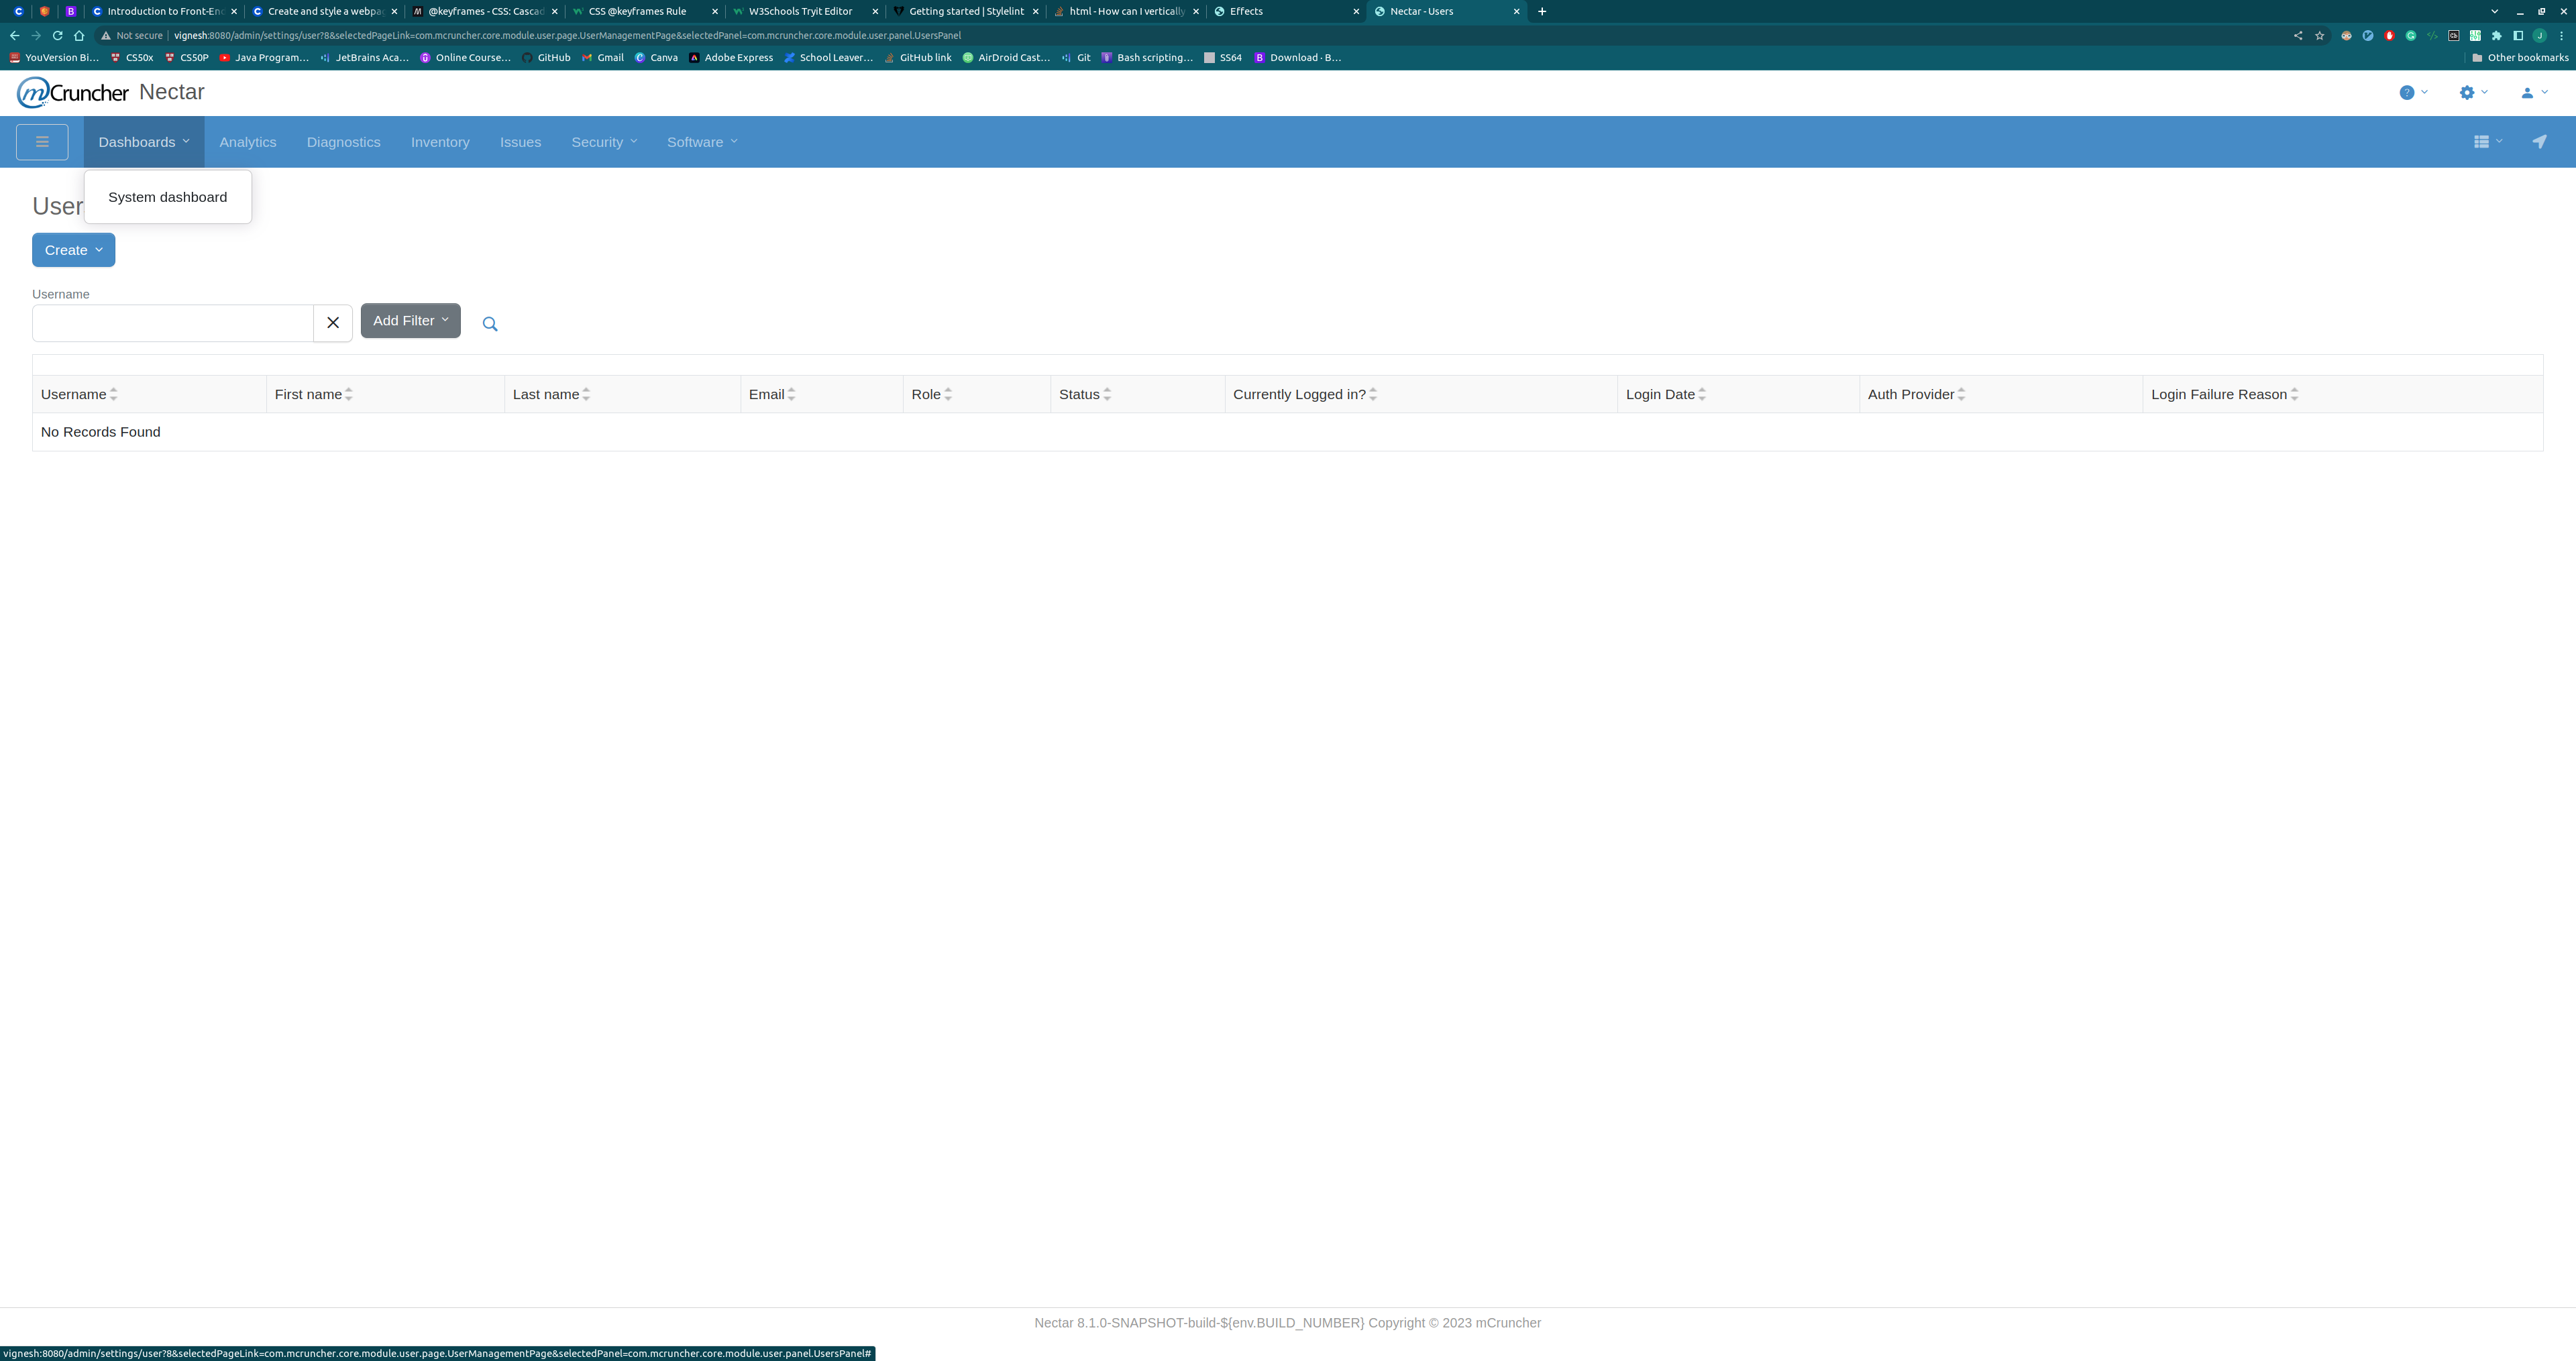 Introduction to Front-En
Create and style a webpa
@keyframes - CSS: Cascad
CSS @keyframes Rule
W3Schools Tryit Editor
Getting started | Stylelint
html - How can I vertically
Effects
Nectar - Users
Not secure
vignesh:8080/admin/settings/user?8&selectedPageLink=com.mcruncher.core.module.user.page.UserManagementPage&selectedPanel=com.mcruncher.core.module.user.panel.UsersPanel
YouVersion Bi... CS50x CS50P Java Program... JetBrains Aca... Online Course... GitHub Gmail Canva Adobe Express School Leaver... GitHub link AirDroid Cast... Git Bash scripting... SS64 Download · B... Other bookmarks
mCruncher Nectar
Dashboards Analytics Diagnostics Inventory Issues Security Software
System dashboard
User
Create
Username
Add Filter
Username First name Last name Email Role Status Currently Logged in? Login Date Auth Provider Login Failure Reason
No Records Found
Nectar 8.1.0-SNAPSHOT-build-${env.BUILD_NUMBER} Copyright © 2023 mCruncher
vignesh:8080/admin/settings/user?8&selectedPageLink=com.mcruncher.core.module.user.page.UserManagementPage&selectedPanel=com.mcruncher.core.module.user.panel.UsersPanel#